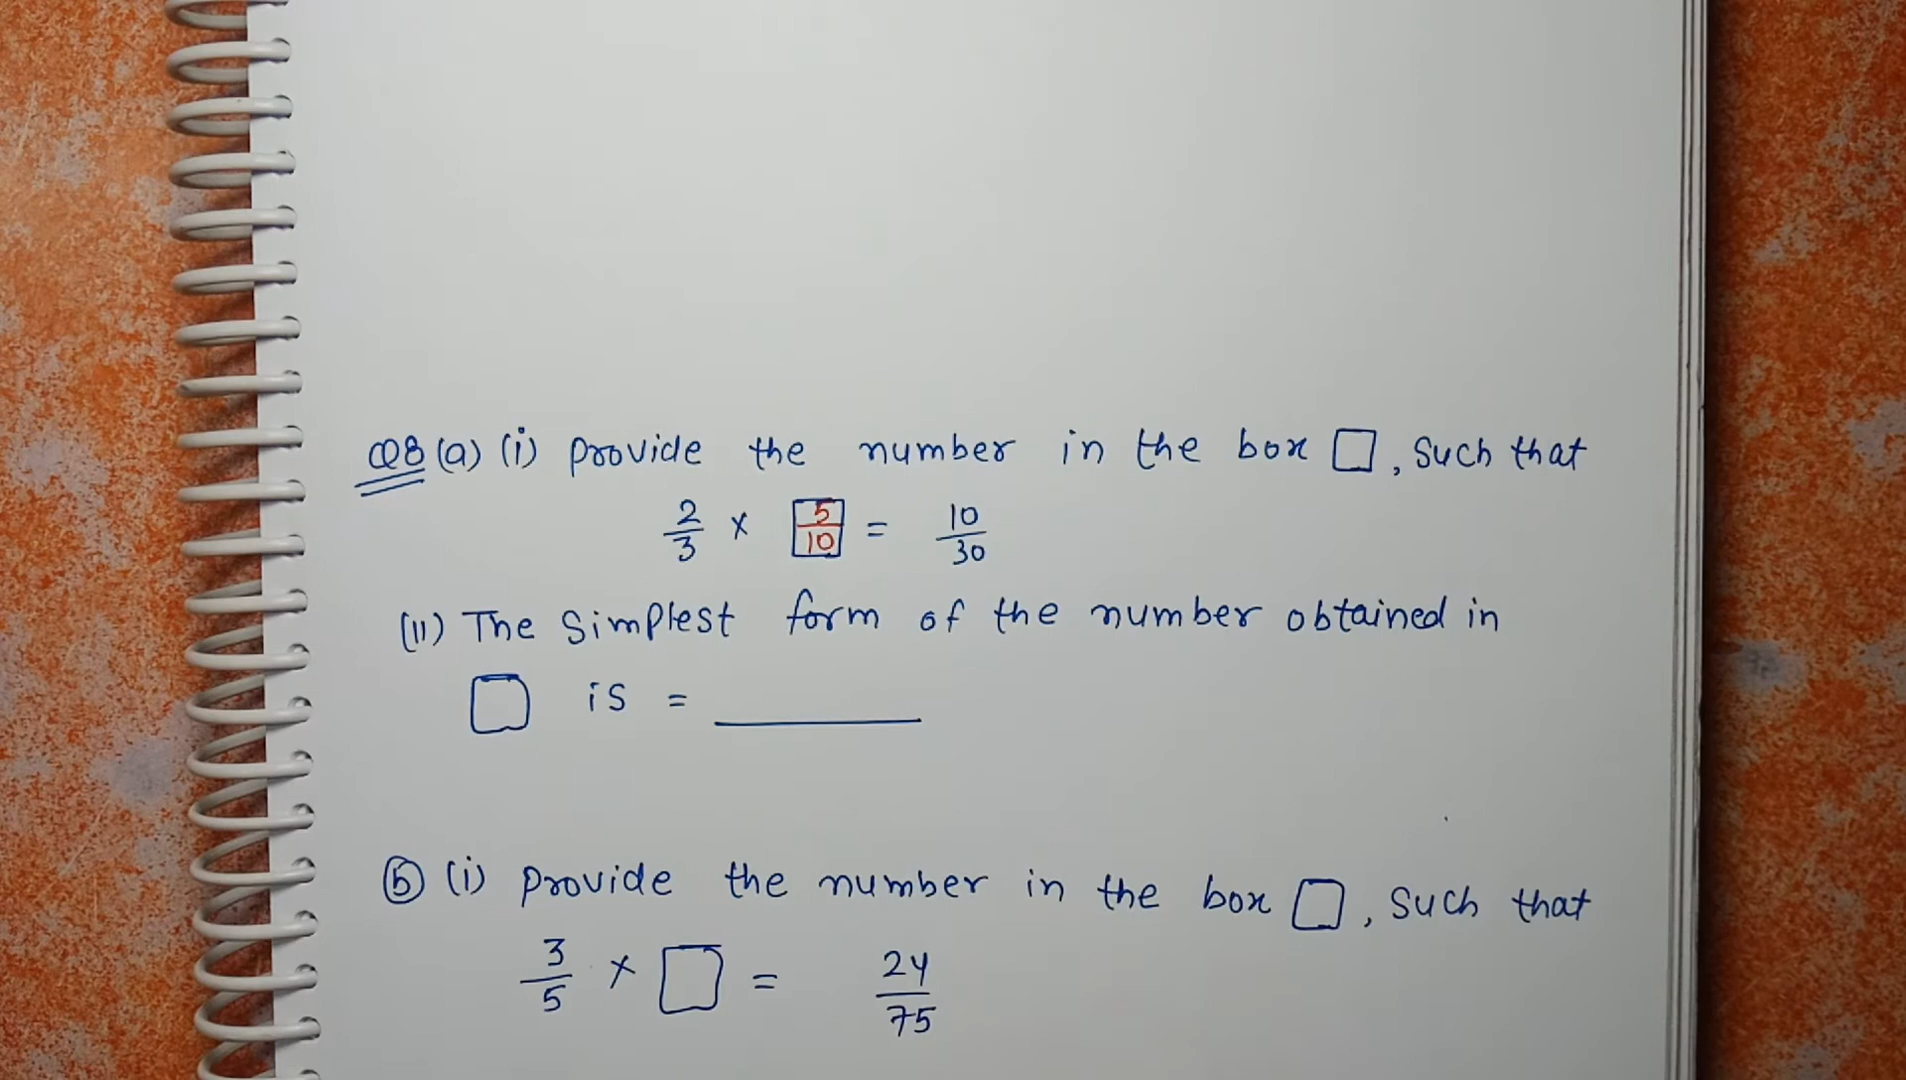 Q8 (a) (i) Provide the number in the box □, such that
2/3 × 5/10 = 10/30
(ii) The simplest form of the number obtained in
□ is = ________
(b) (i) Provide the number in the box □, such that
3/5 × □ = 24/75